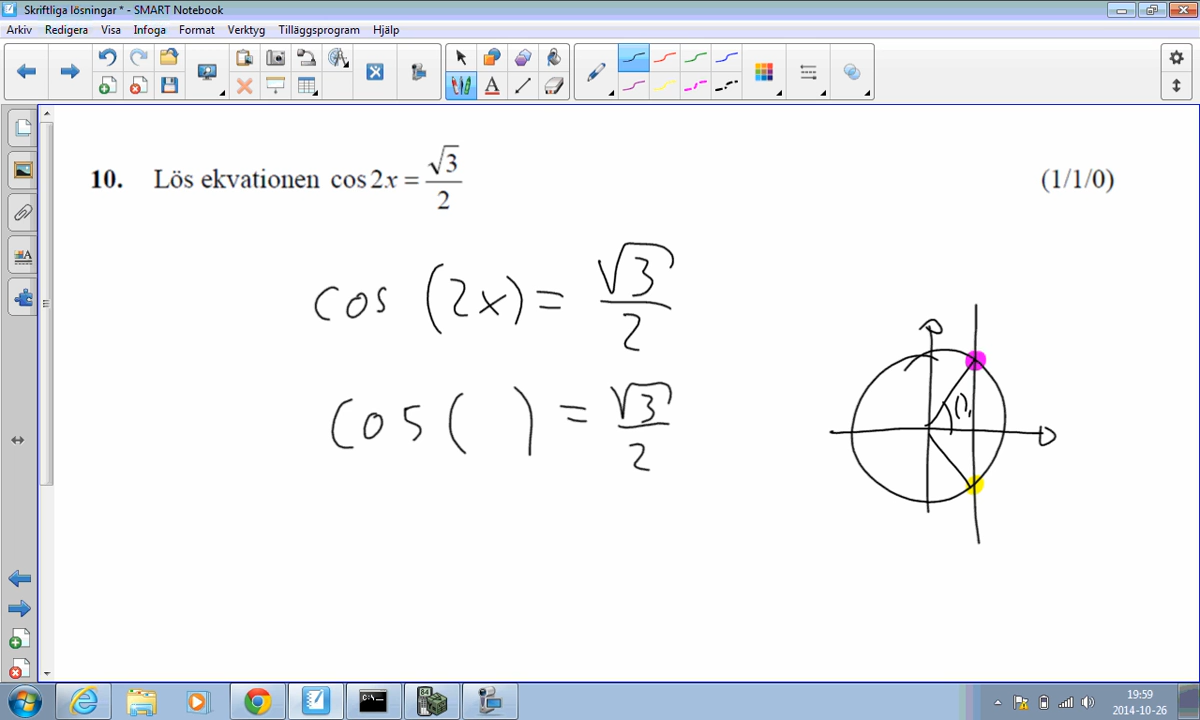 Skriftliga lösningar * - SMART Notebook
Arkiv Redigera Visa Infoga Format Verktyg Tilläggsprogram Hjälp
10. Lös ekvationen cos 2x = √3/2 (1/1/0)
cos (2x) = √3/2
cos ( ) = √3/2
19:59
2014-10-26